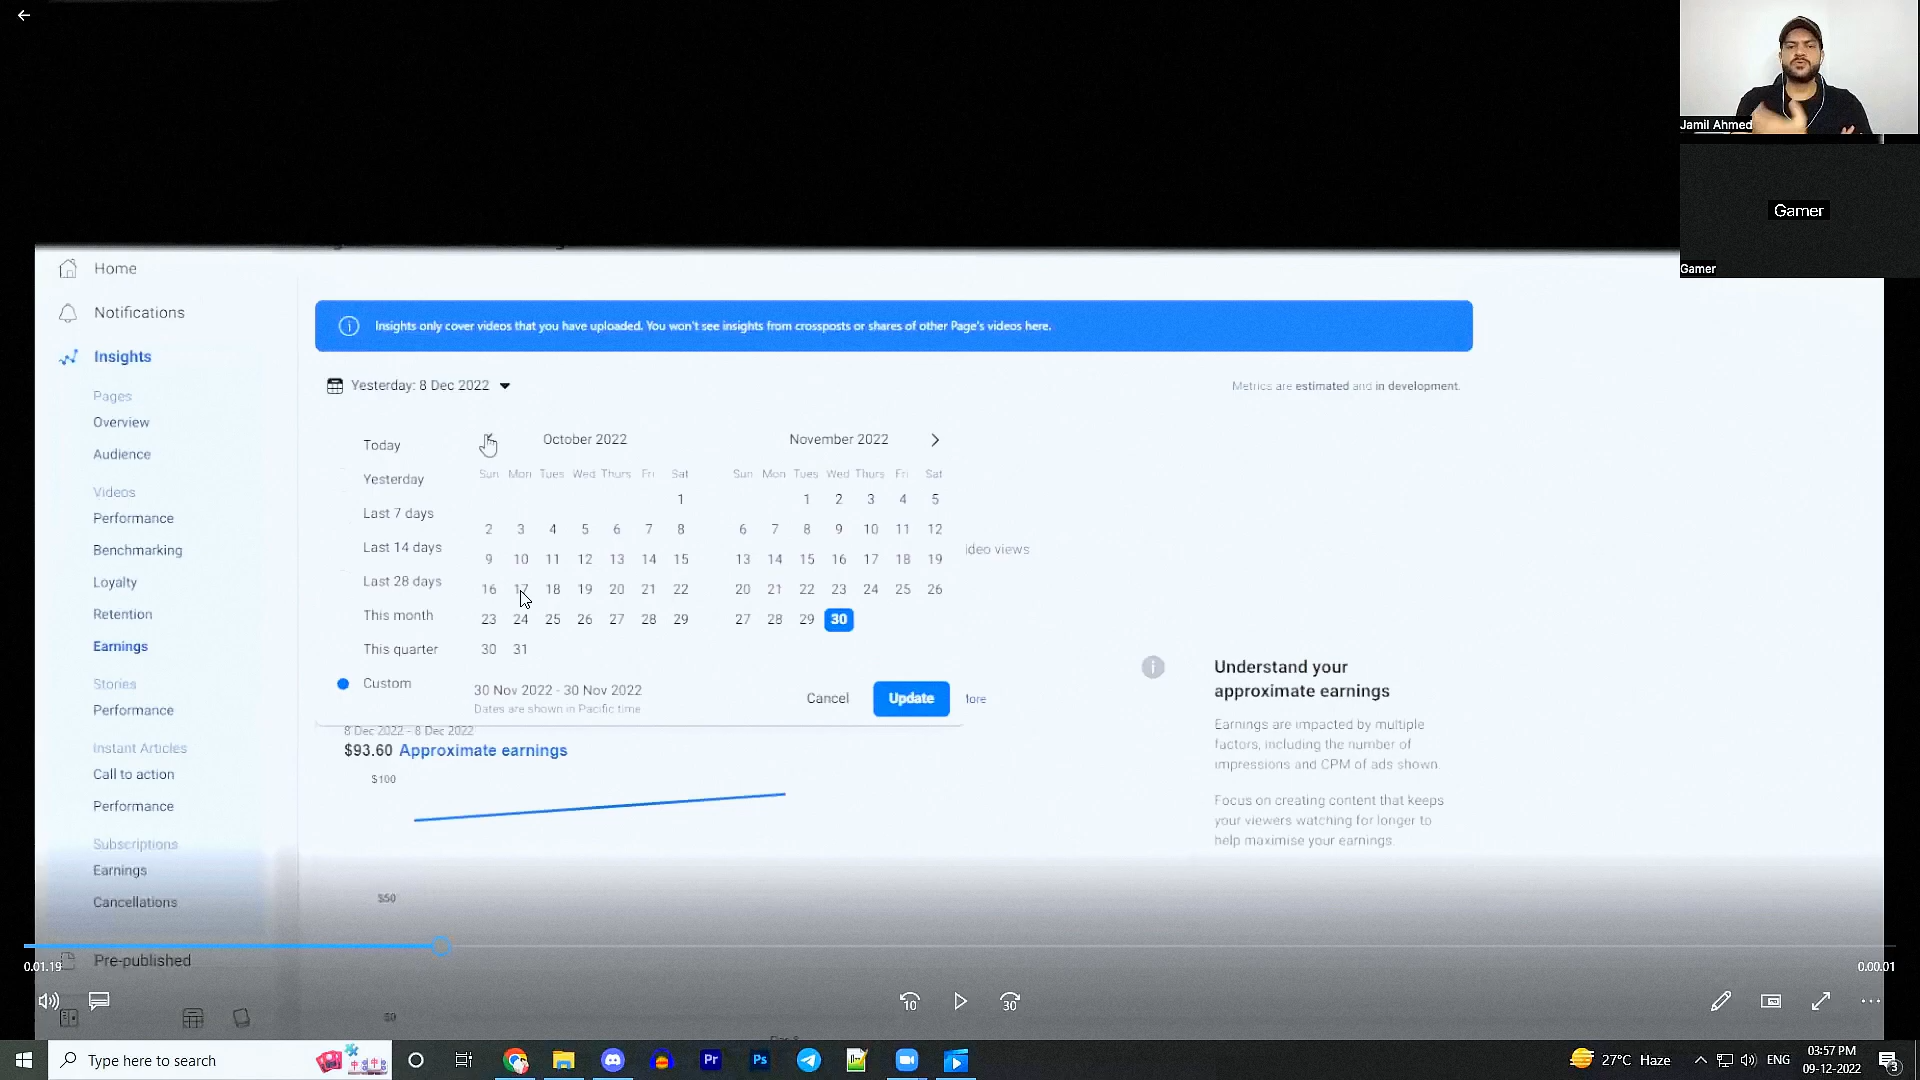 Jamil Ahmed
Gamer
Gamer
Home
Notifications
Insights
Pages
Overview
Audience
Videos
Performance
Benchmarking
Loyalty
Retention
Earnings
Stories
Performance
Instant Articles
Call to action
Performance
Subscriptions
Earnings
Cancellations
Pre-published
Insights only cover videos that you have uploaded. You won't see insights from crossposts or shares of other Page's videos here.
Yesterday: 8 Dec 2022
Metrics are estimated and in development.
Today
Yesterday
Last 7 days
Last 14 days
Last 28 days
This month
This quarter
Custom
October 2022
Sun Mon Tues Wed Thurs Fri Sat
1
2 3 4 5 6 7 8
9 10 11 12 13 14 15
16 17 18 19 20 21 22
23 24 25 26 27 28 29
30 31
November 2022
Sun Mon Tues Wed Thurs Fri Sat
1 2 3 4 5
6 7 8 9 10 11 12
13 14 15 16 17 18 19
20 21 22 23 24 25 26
27 28 29 30
30 Nov 2022 - 30 Nov 2022
Dates are shown in Pacific time
Cancel
Update
ideo views
lore
8 Dec 2022 - 8 Dec 2022
$93.60 Approximate earnings
$100
$50
$0
Understand your
approximate earnings
Earnings are impacted by multiple
factors, including the number of
impressions and CPM of ads shown.
Focus on creating content that keeps
your viewers watching for longer to
help maximise your earnings.
0:01:19
0:00:01
10
30
Type here to search
Pr
Ps
27°C Haze
ENG
03:57 PM
09-12-2022
3